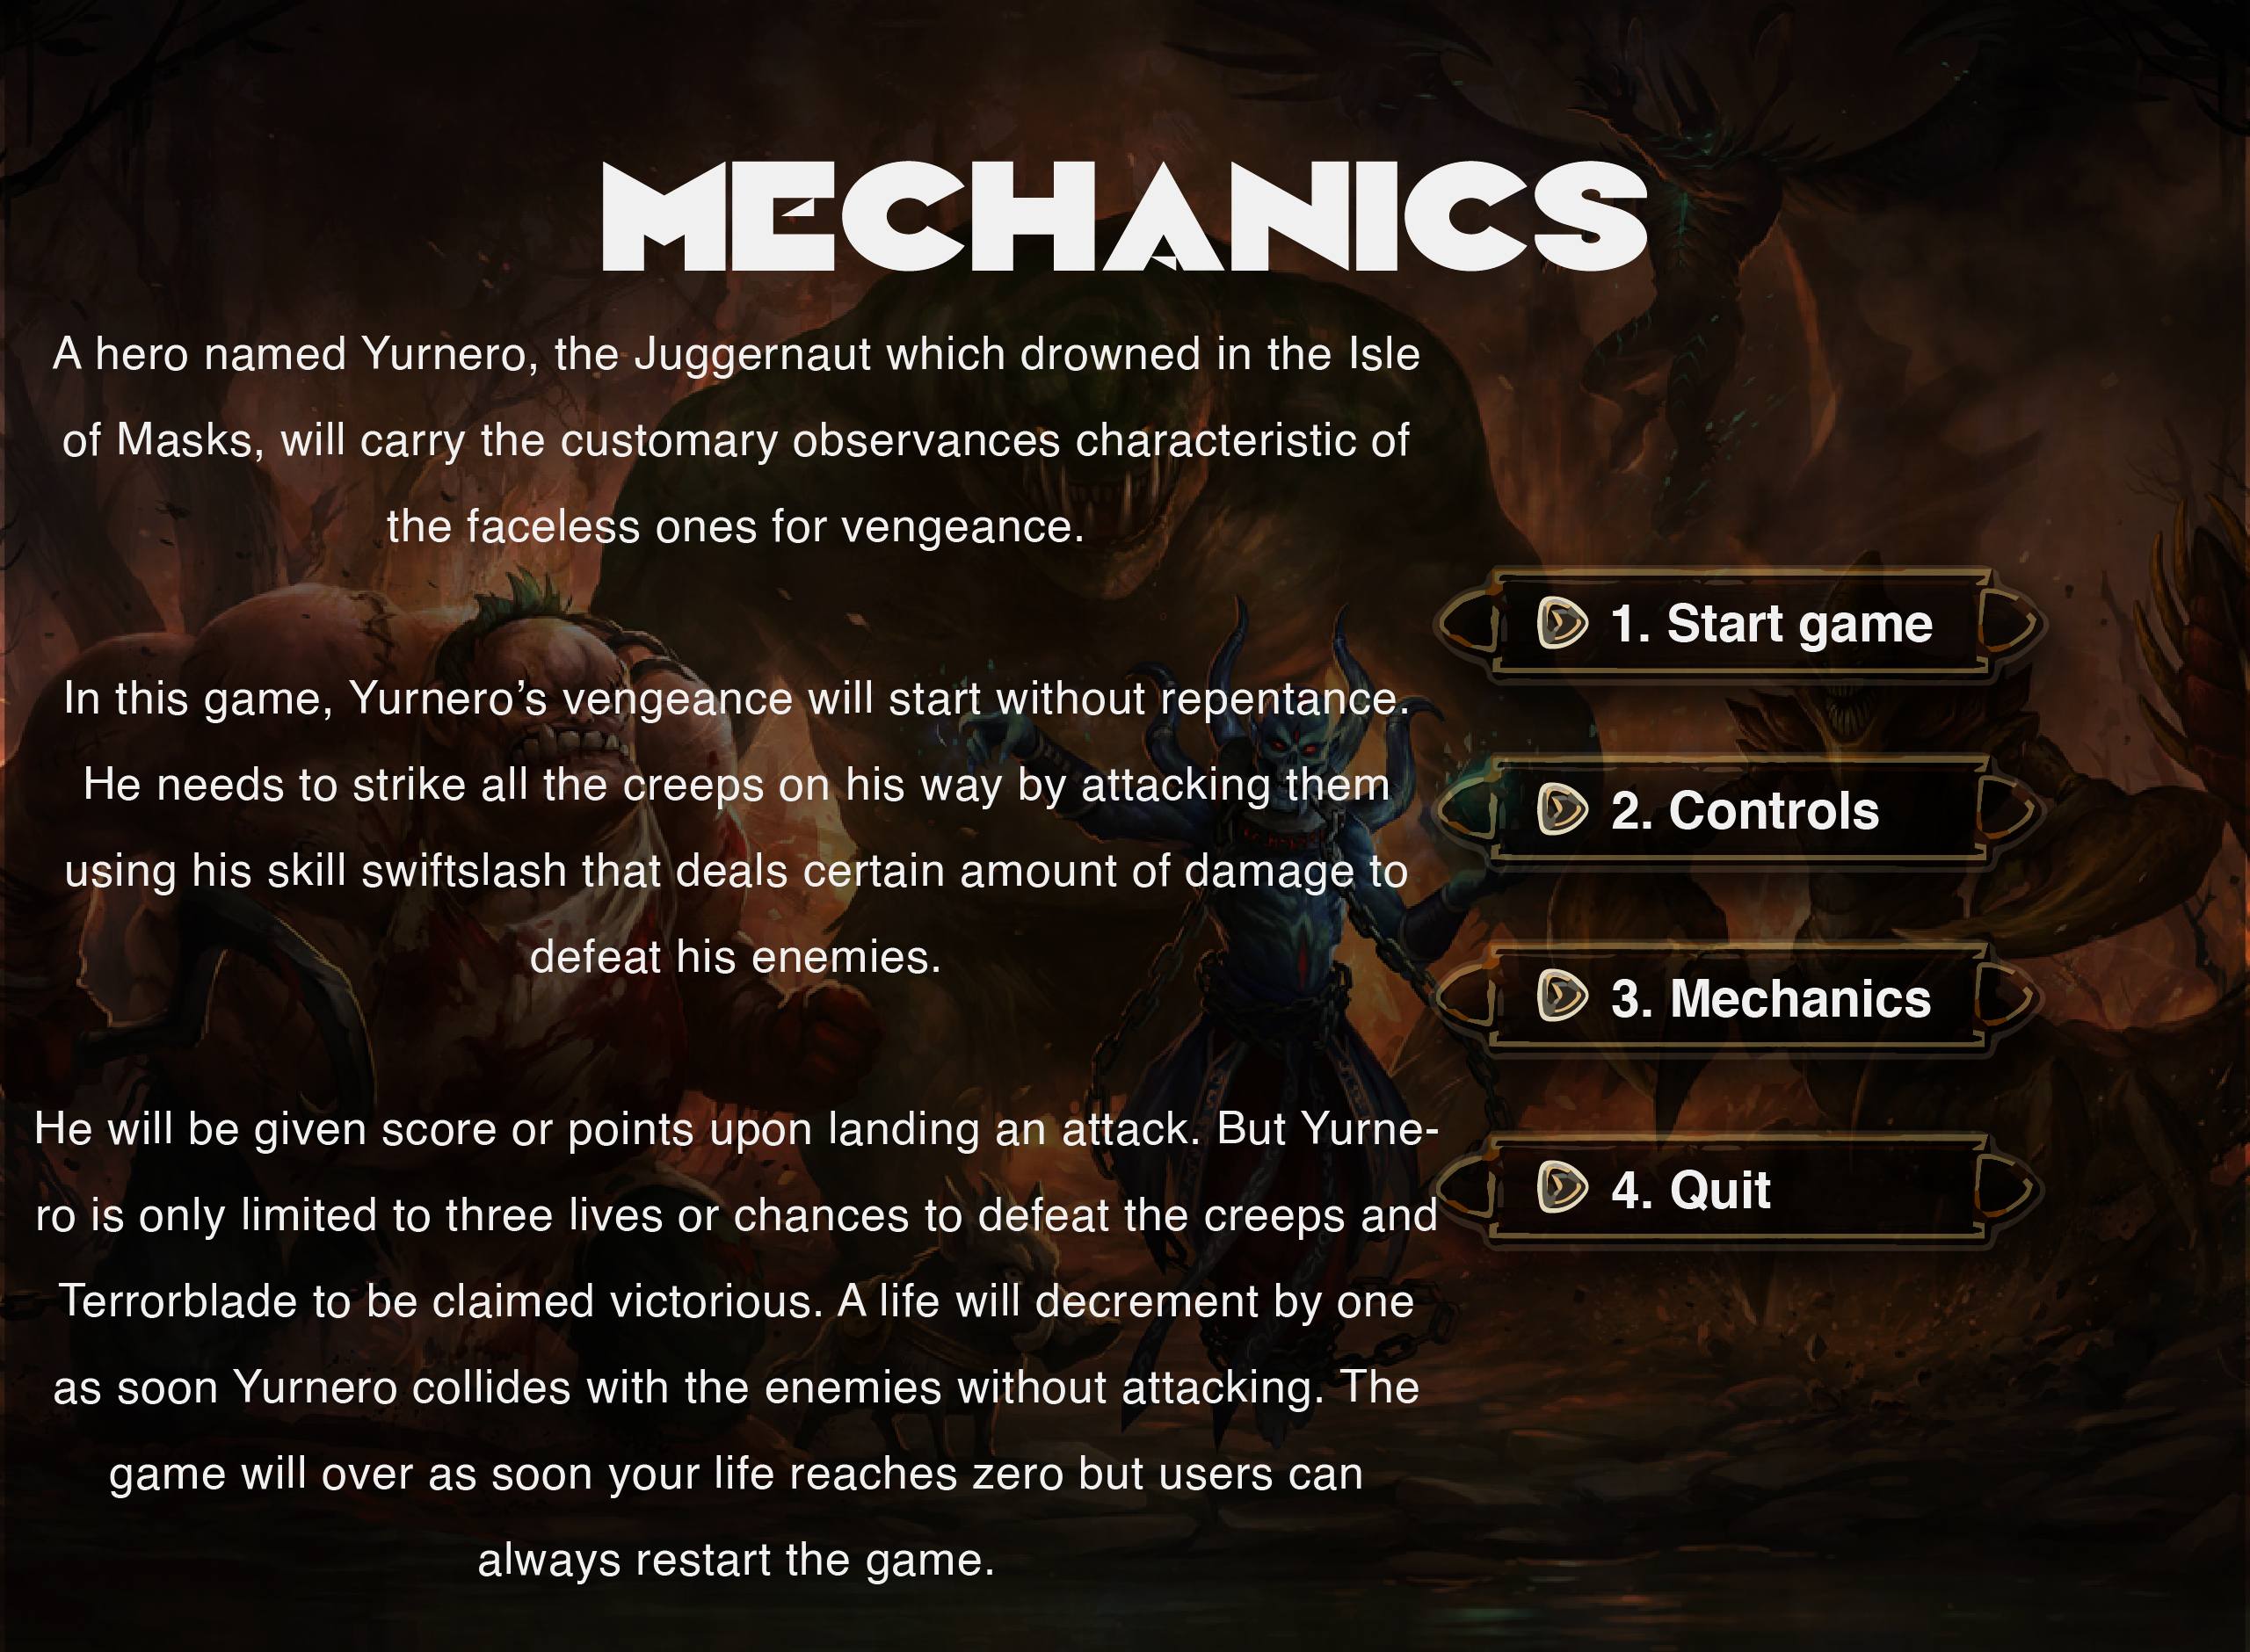 MECHANICS
A hero named Yurnero, the Juggernaut which drowned in the Isle
of Masks, will carry the customary observances characteristic of
the faceless ones for vengeance.
In this game, Yurnero’s vengeance will start without repentance.
He needs to strike all the creeps on his way by attacking them
using his skill swiftslash that deals certain amount of damage to
defeat his enemies.
He will be given score or points upon landing an attack. But Yurne-
ro is only limited to three lives or chances to defeat the creeps and
Terrorblade to be claimed victorious. A life will decrement by one
as soon Yurnero collides with the enemies without attacking. The
game will over as soon your life reaches zero but users can
always restart the game.
1. Start game
2. Controls
3. Mechanics
4. Quit